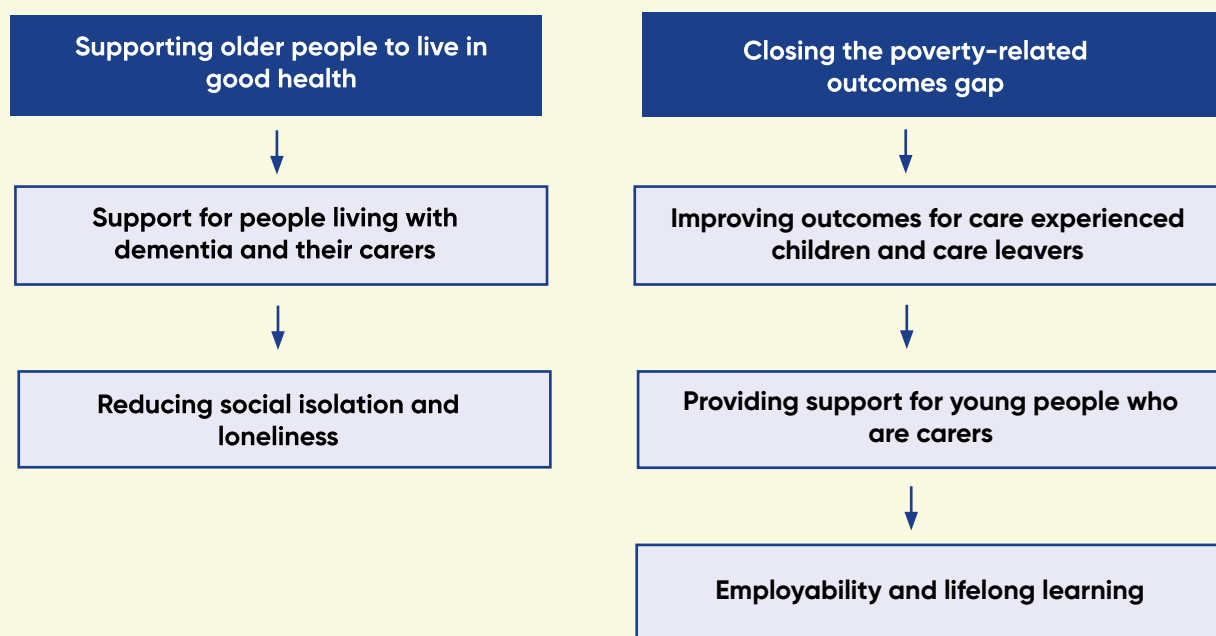 Supporting older people to live in
good health
Support for people living with
dementia and their carers
Reducing social isolation and
loneliness
Closing the poverty-related
outcomes gap
Improving outcomes for care experienced
children and care leavers
Providing support for young people who
are carers
Employability and lifelong learning